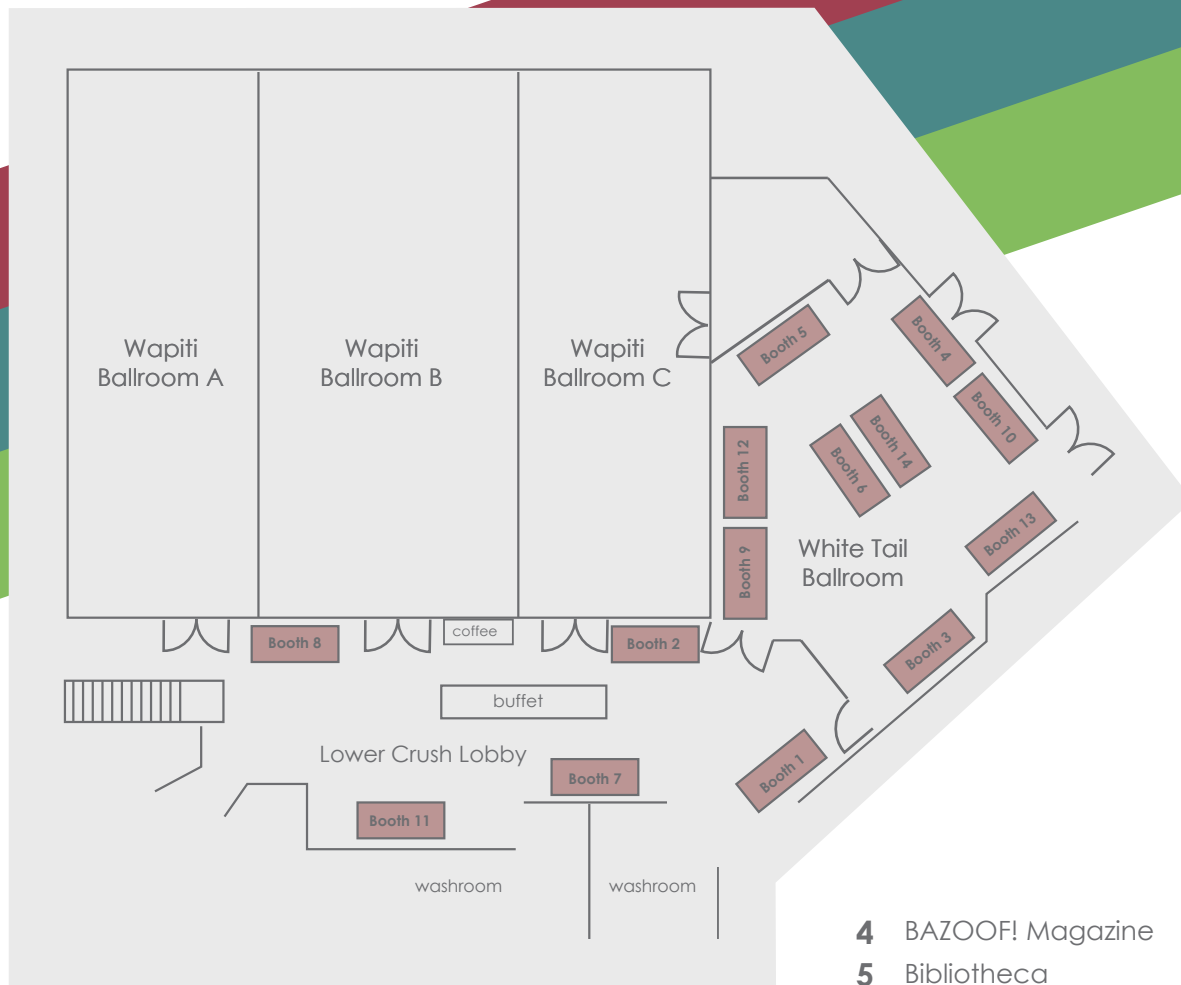 Wapiti
Ballroom A
Wapiti
Ballroom B
Wapiti
Ballroom C
Booth 5
Booth 4
Booth 10
Booth 12
Booth 6
Booth 14
Booth 9
White Tail
Ballroom
Booth 13
Booth 8
coffee
Booth 2
Booth 3
buffet
Lower Crush Lobby
Booth 7
Booth 1
Booth 11
washroom
washroom
4 BAZOOF! Magazine
5 Bibliotheca